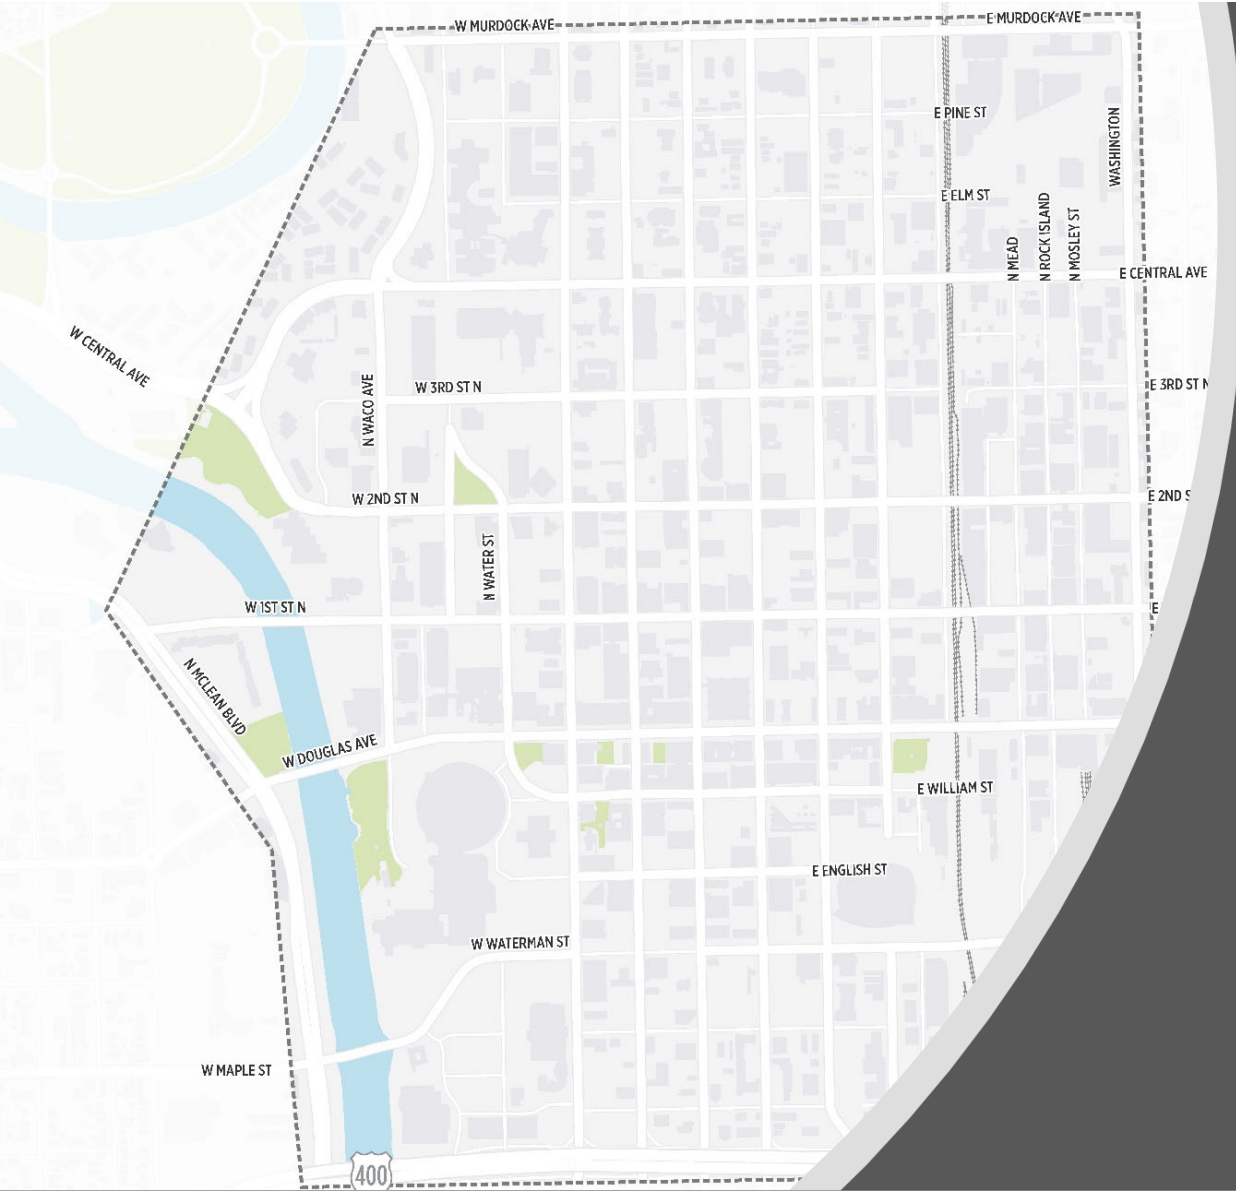 W MURDOCK AVE
E MURDOCK AVE
E PINE ST
WASHINGTON
E ELM ST
N MEAD
N ROCK ISLAND
N MOSLEY ST
E CENTRAL AVE
W CENTRAL AVE
N WACO AVE
W 3RD ST N
E 3RD ST N
W 2ND ST N
E 2ND S
N WATER ST
W 1ST ST N
E
N MCLEAN BLVD
W DOUGLAS AVE
E WILLIAM ST
E ENGLISH ST
W WATERMAN ST
W MAPLE ST
400